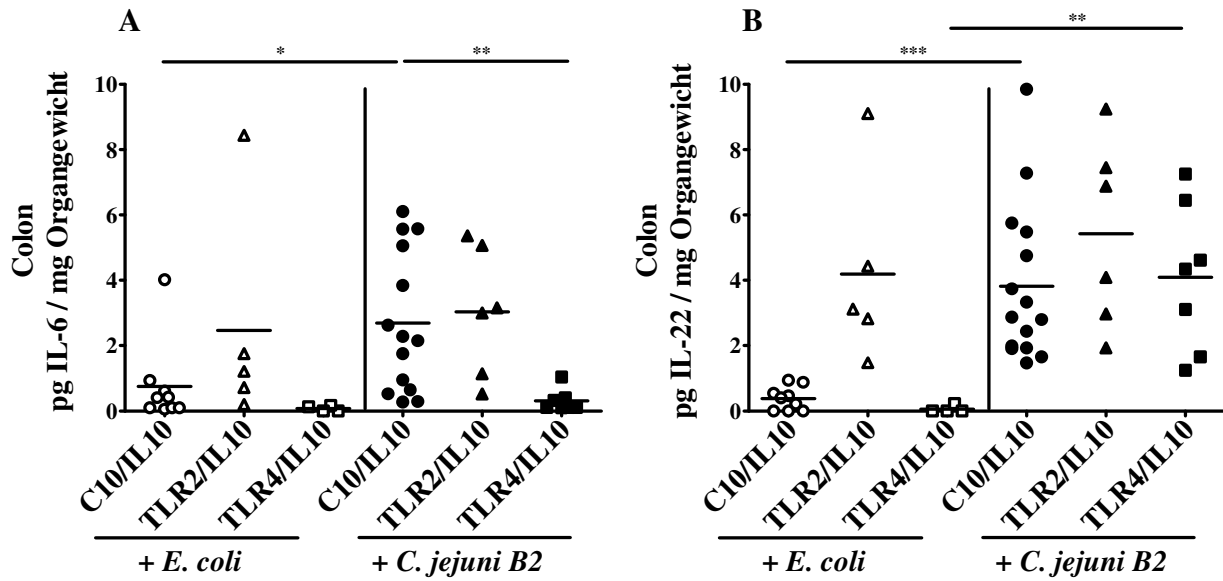 A
*
**
10
8
6
4
2
0
Colon
pg IL-6 / mg Organgewicht
C10/IL10
TLR2/IL10
TLR4/IL10
C10/IL10
TLR2/IL10
TLR4/IL10
+ E. coli
+ C. jejuni B2
B
**
***
10
8
6
4
2
0
Colon
pg IL-22 / mg Organgewicht
C10/IL10
TLR2/IL10
TLR4/IL10
C10/IL10
TLR2/IL10
TLR4/IL10
+ E. coli
+ C. jejuni B2